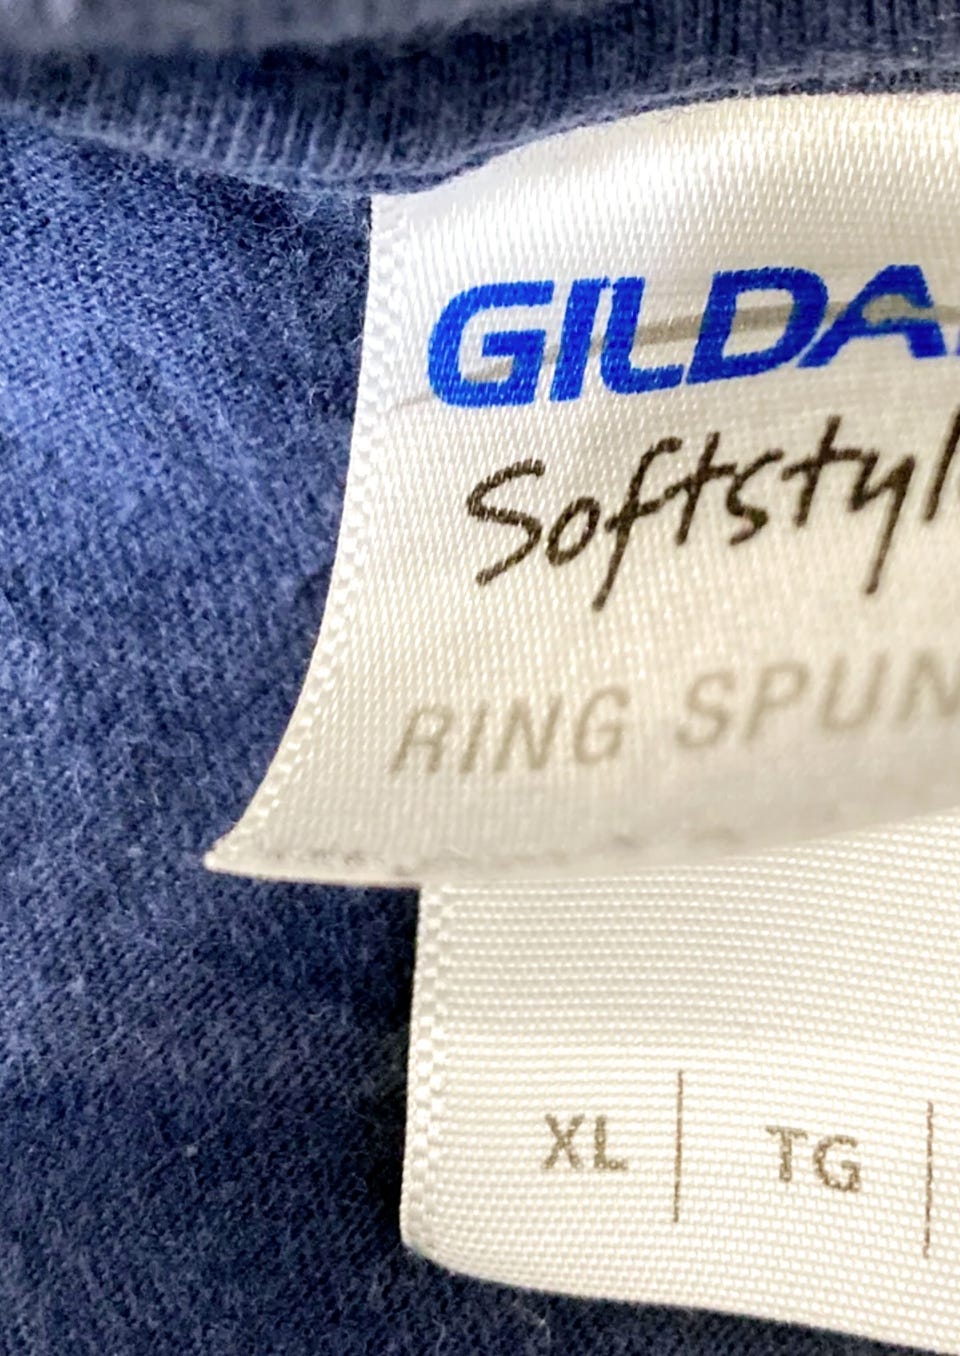 GILDA
Softstyl
RING SPUN
XL | TG |